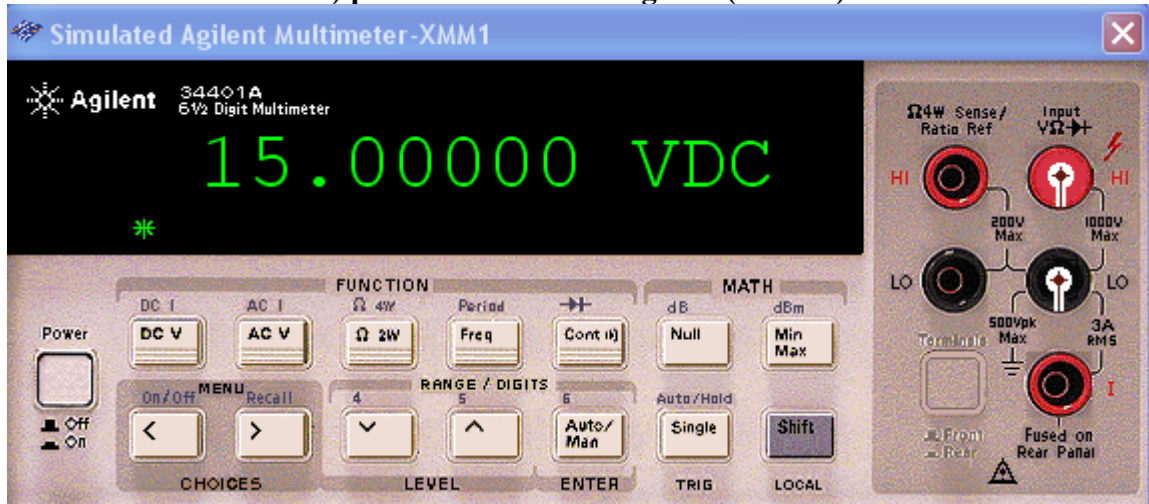 Simulated Agilent Multimeter-XMM1
Agilent 34401A
6½ Digit Multimeter
15.00000 VDC
Ω4W Sense/
Ratio Ref
Input
VΩ
HI
HI
200V
Max
1000V
Max
LO
LO
500Vpk
Max
3A
RMS
Terminals
I
Front
Rear
Fused on
Rear Panal
FUNCTION
MATH
DC I AC I Ω 4W Period dB dBm
Power
DC V AC V Ω 2W Freq Cont Null Min
Max
MENU
RANGE / DIGITS
On/Off Recall 4 5 6 Auto/Hold
Off
On
< > Auto/
Man Single Shift
CHOICES LEVEL ENTER TRIG LOCAL